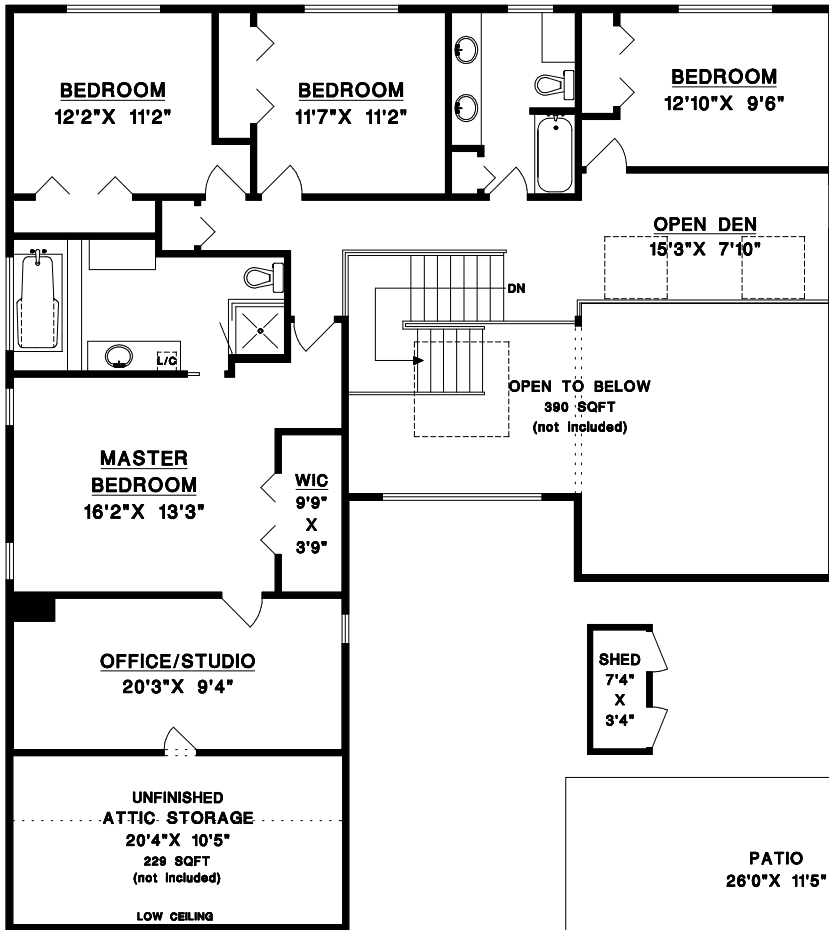 BEDROOM
12'2"X 11'2"
BEDROOM
11'7"X 11'2"
BEDROOM
12'10"X 9'6"
OPEN DEN
15'3"X 7'10"
DN
L/C
OPEN TO BELOW
390 SQFT
(not included)
MASTER
BEDROOM
16'2"X 13'3"
WIC
9'9"
X
3'9"
OFFICE/STUDIO
20'3"X 9'4"
SHED
7'4"
X
3'4"
UNFINISHED
ATTIC STORAGE
20'4"X 10'5"
229 SQFT
(not included)
LOW CEILING
PATIO
26'0"X 11'5"